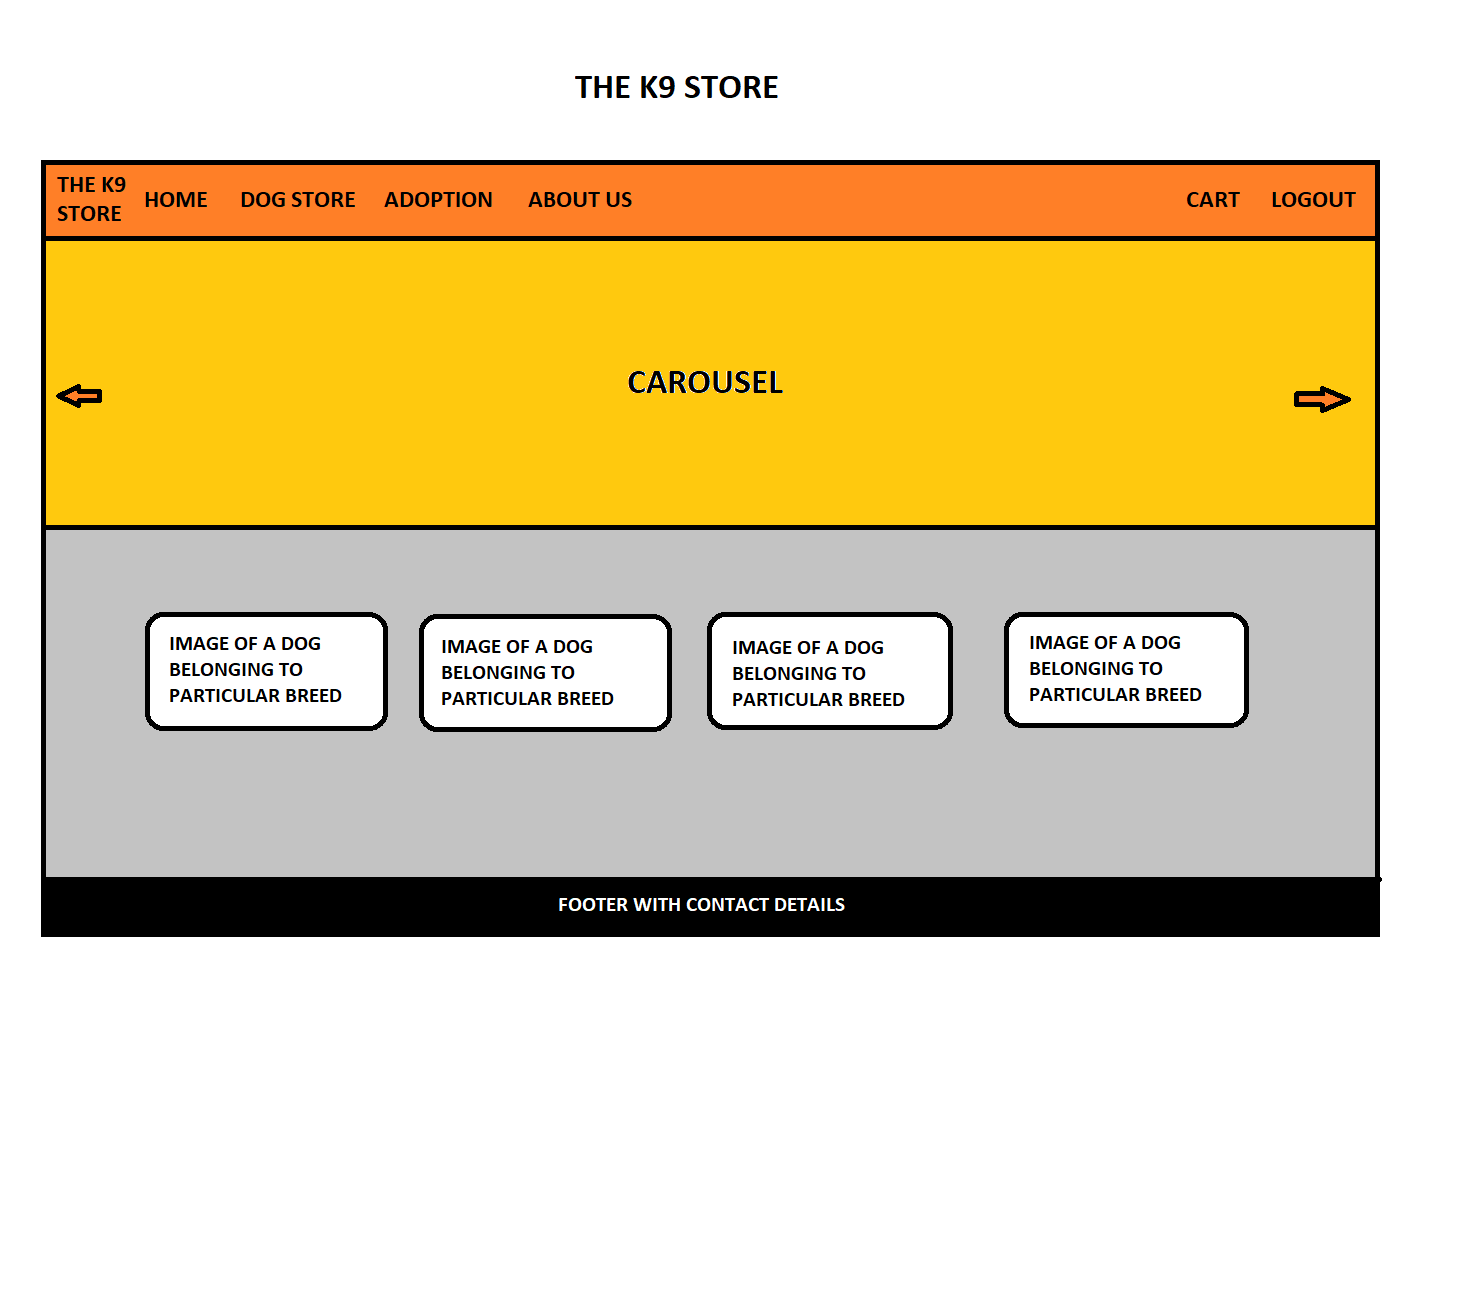 THE K9 STORE
THE K9
STORE
HOME
DOG STORE
ADOPTION
ABOUT US
CART
LOGOUT
CAROUSEL
IMAGE OF A DOG
BELONGING TO
PARTICULAR BREED
IMAGE OF A DOG
BELONGING TO
PARTICULAR BREED
IMAGE OF A DOG
BELONGING TO
PARTICULAR BREED
IMAGE OF A DOG
BELONGING TO
PARTICULAR BREED
FOOTER WITH CONTACT DETAILS